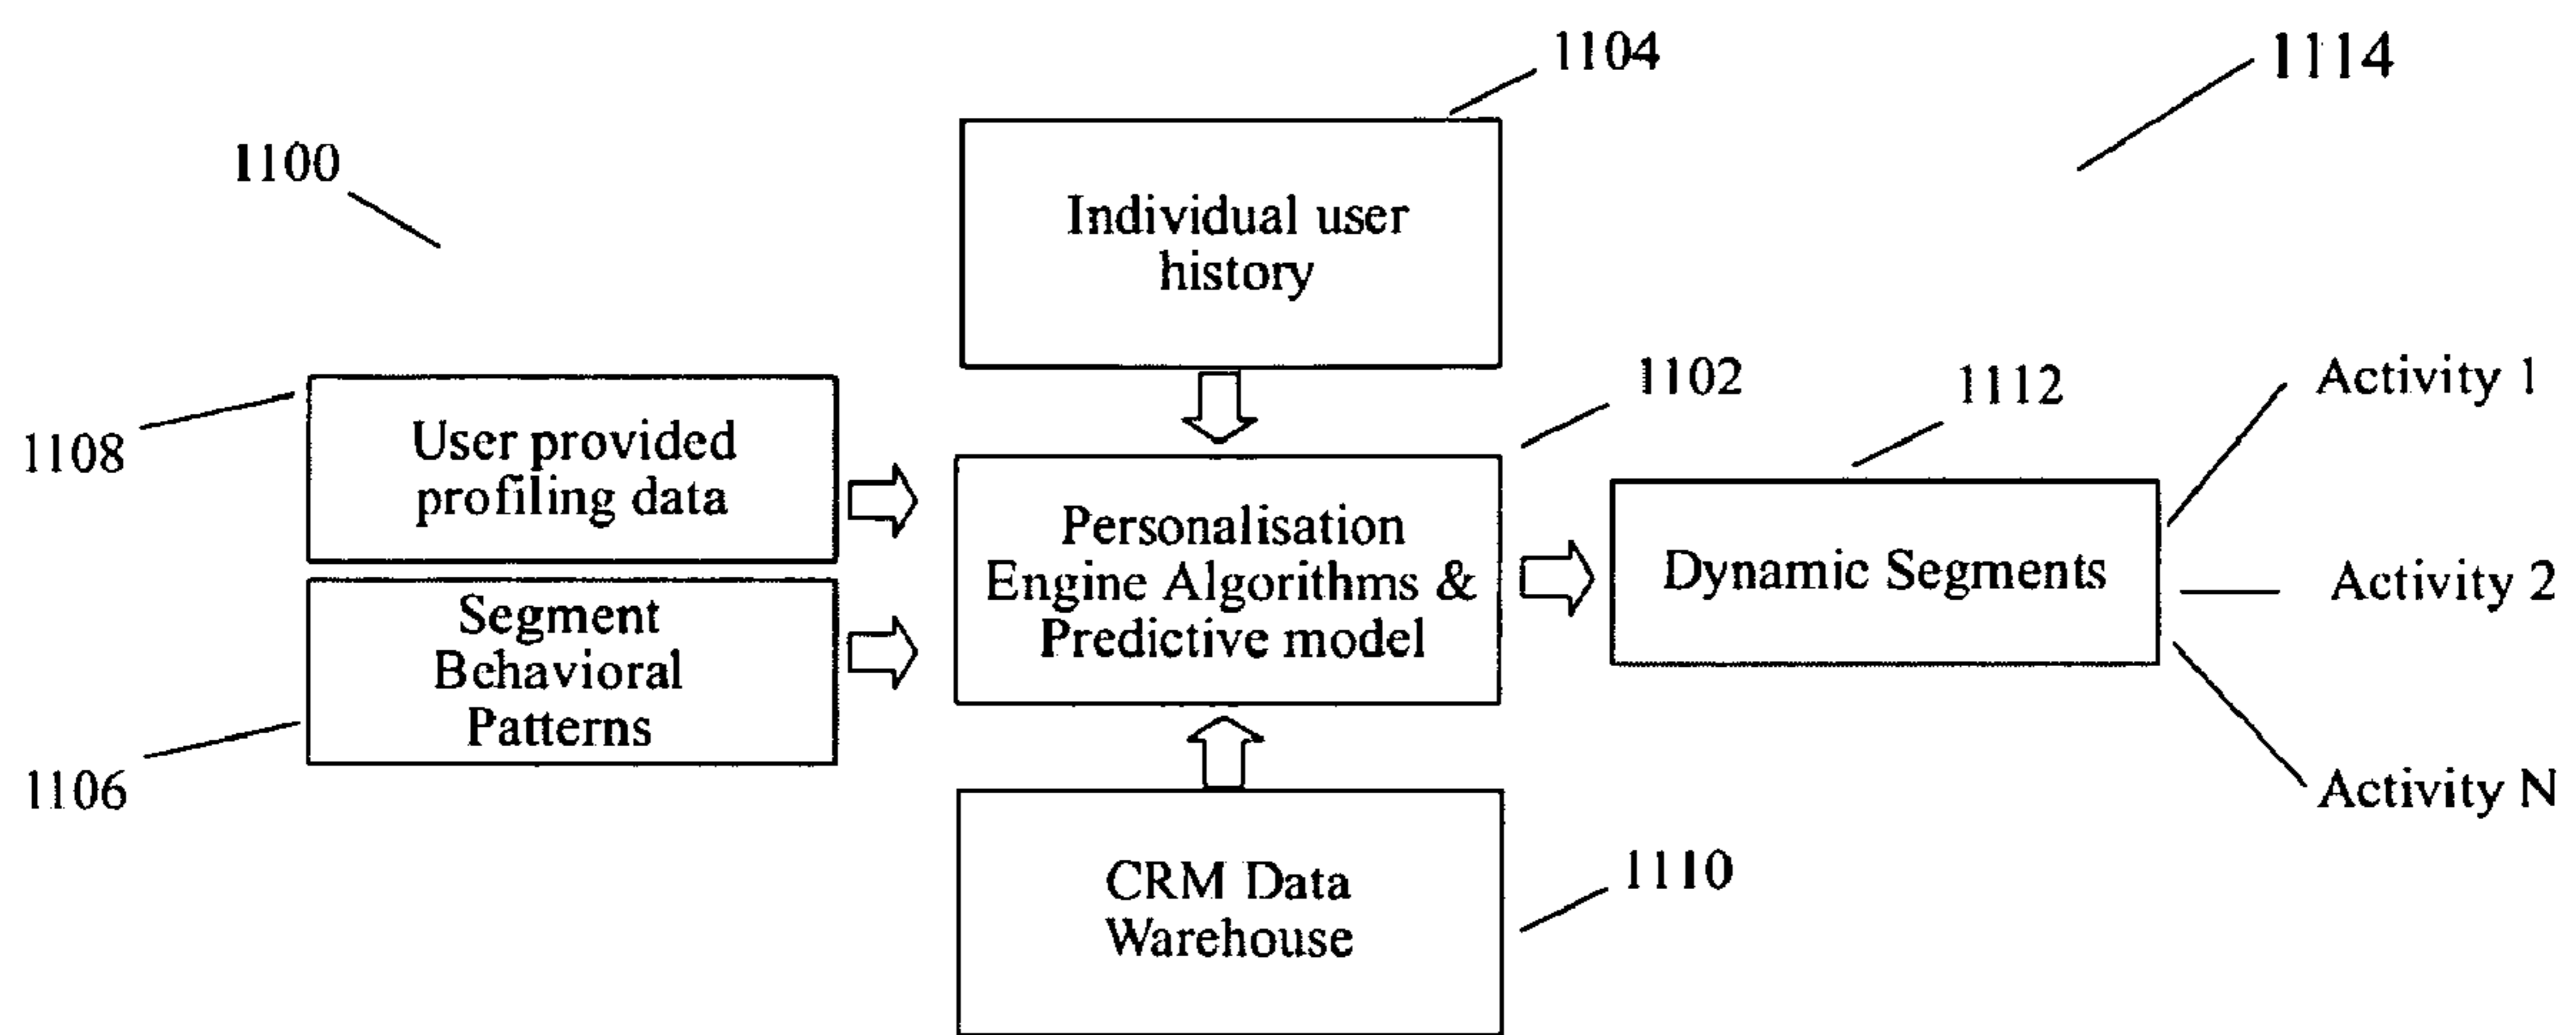 1104
1114
1100
Individual user
history
1102
1112
Activity 1
1108
User provided
profiling data
Personalisation
Engine Algorithms &
Predictive model
Dynamic Segments
Activity 2
Segment
Behavioral
Patterns
1106
Activity N
1110
CRM Data
Warehouse